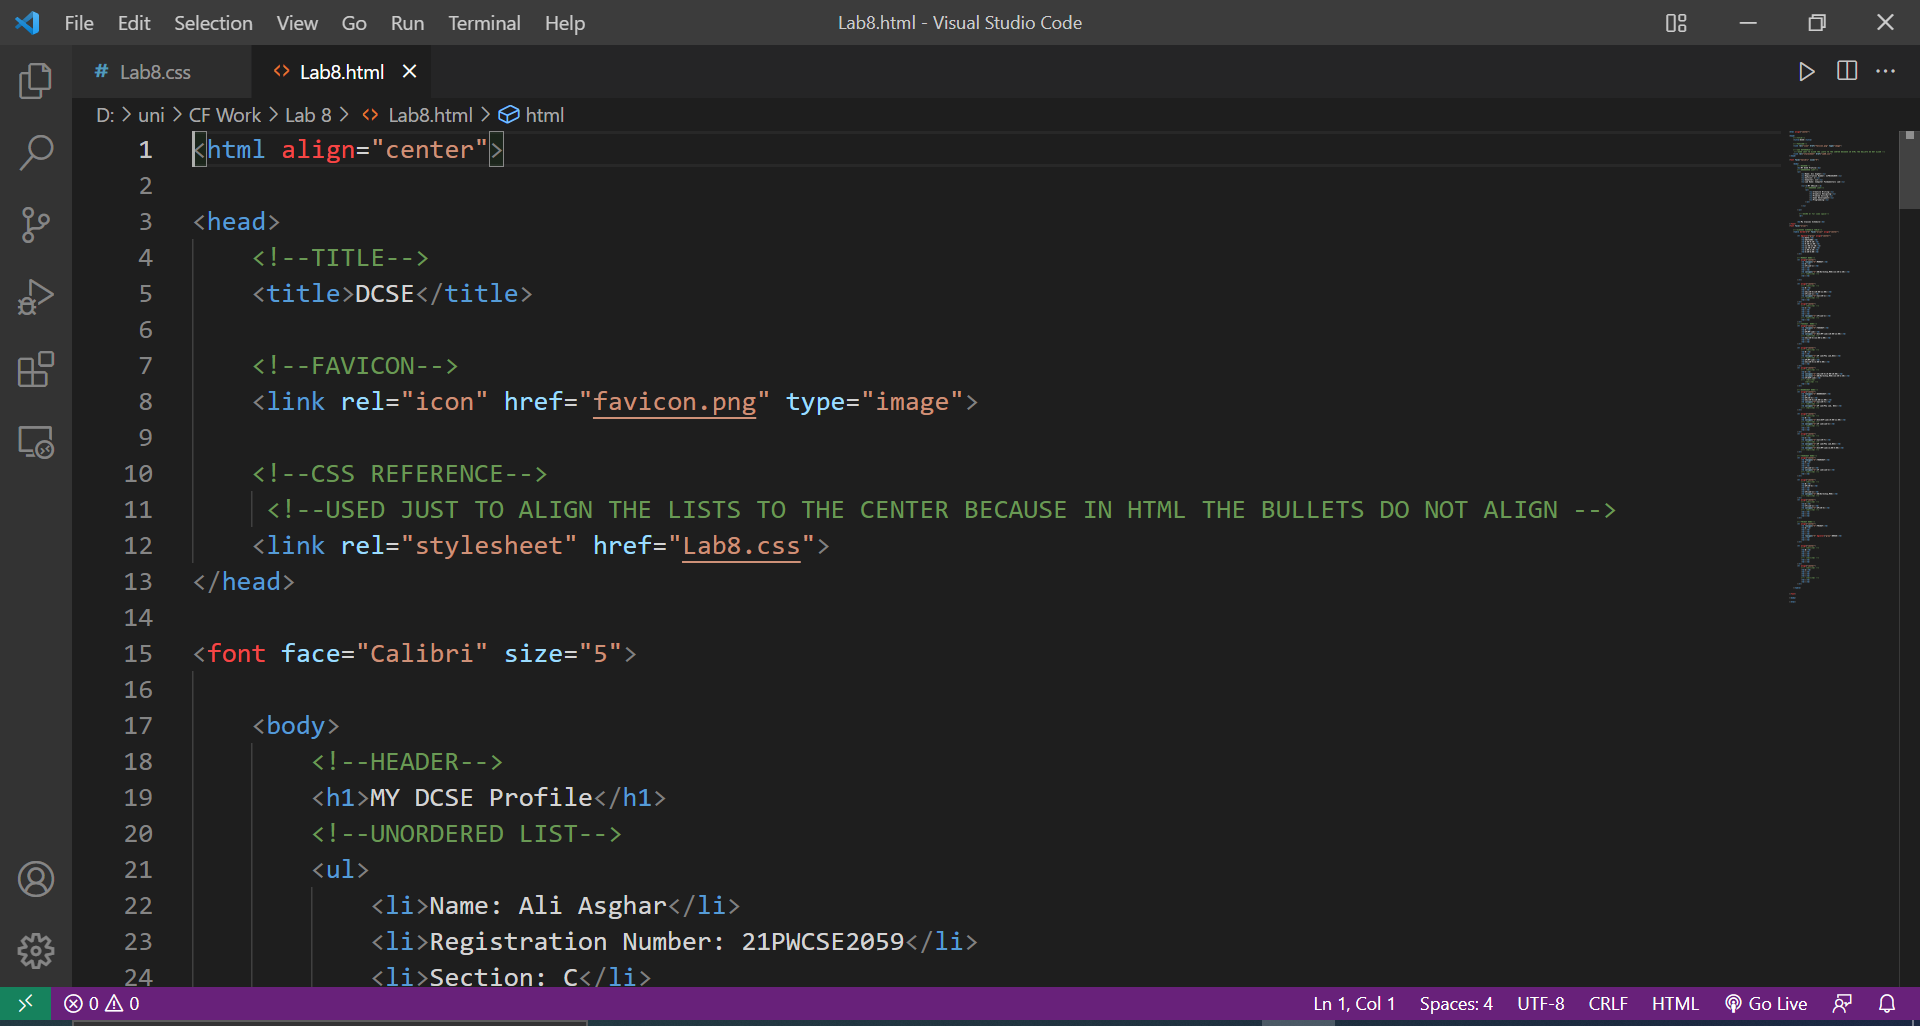 File Edit Selection View Go Run Terminal Help Lab8.html - Visual Studio Code
# Lab8.css <> Lab8.html
D: > uni > CF Work > Lab 8 > <> Lab8.html > html
1 <html align="center">
2
3 <head>
4 <!--TITLE-->
5 <title>DCSE</title>
6
7 <!--FAVICON-->
8 <link rel="icon" href="favicon.png" type="image">
9
10 <!--CSS REFERENCE-->
11 <!--USED JUST TO ALIGN THE LISTS TO THE CENTER BECAUSE IN HTML THE BULLETS DO NOT ALIGN -->
12 <link rel="stylesheet" href="Lab8.css">
13 </head>
14
15 <font face="Calibri" size="5">
16
17 <body>
18 <!--HEADER-->
19 <h1>MY DCSE Profile</h1>
20 <!--UNORDERED LIST-->
21 <ul>
22 <li>Name: Ali Asghar</li>
23 <li>Registration Number: 21PWCSE2059</li>
24 <li>Section: C</li>
0 0 Ln 1, Col 1 Spaces: 4 UTF-8 CRLF HTML Go Live